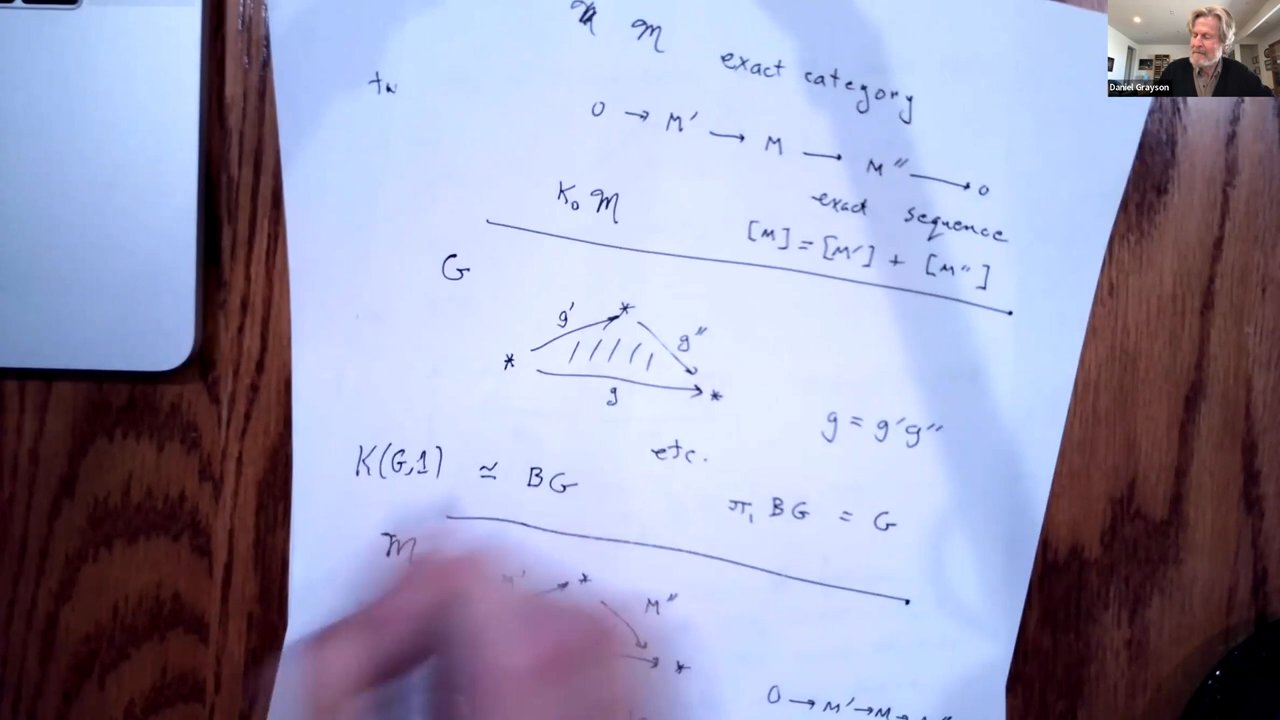 Daniel Grayson
𝓜 exact category
0 → M′ → M → M″ → 0
exact sequence
K₀ 𝓜
[M] = [M′] + [M″]
G
g′ * g″
* g *
g = g′g″
etc.
K(G,1) ≃ BG
π₁ BG = G
𝓜
M′ * M″
*
0 → M′ → M →